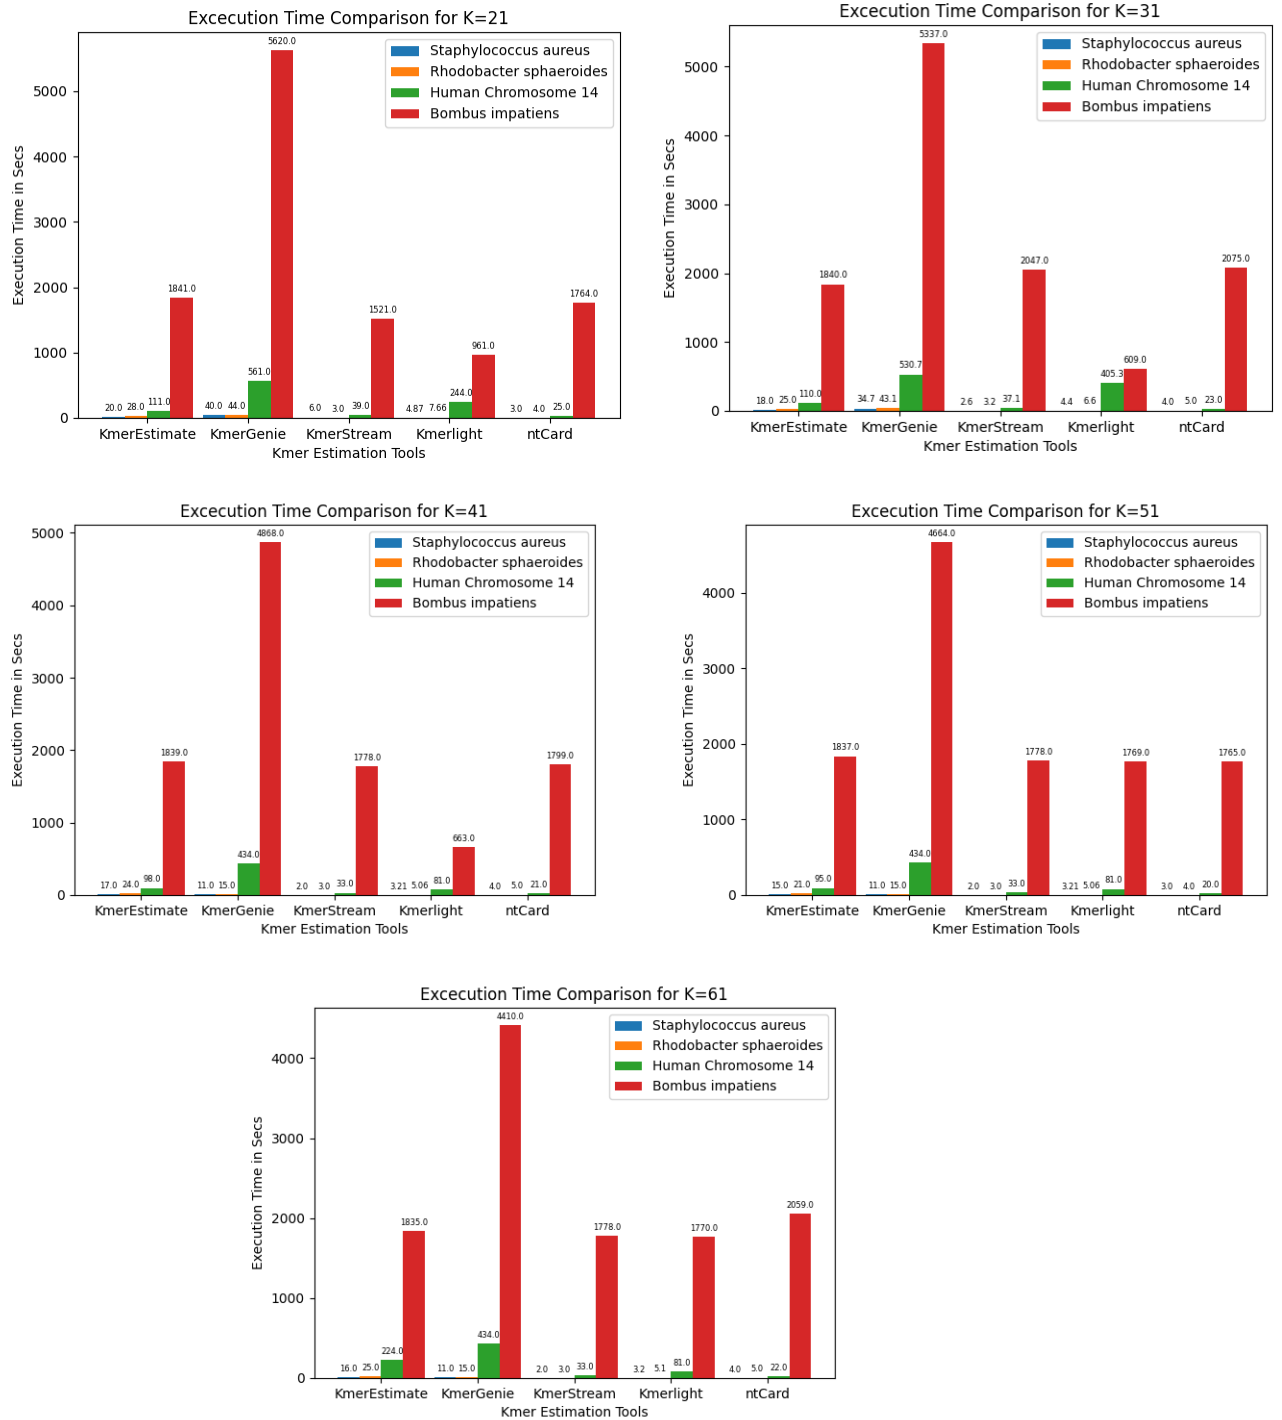 Excecution Time Comparison for K=21
Staphylococcus aureus
Rhodobacter sphaeroides
Human Chromosome 14
Bombus impatiens
Execution Time in Secs
5000
4000
3000
2000
1000
0
20.0 28.0 111.0 1841.0
40.0 44.0 561.0 5620.0
6.0 3.0 39.0 1521.0
4.87 7.66 244.0 961.0
3.0 4.0 25.0 1764.0
KmerEstimate KmerGenie KmerStream Kmerlight ntCard
Kmer Estimation Tools
Excecution Time Comparison for K=31
Staphylococcus aureus
Rhodobacter sphaeroides
Human Chromosome 14
Bombus impatiens
Execution Time in Secs
5000
4000
3000
2000
1000
0
18.0 25.0 110.0 1840.0
34.7 43.1 530.7 5337.0
2.6 3.2 37.1 2047.0
4.4 6.6 405.3 609.0
4.0 5.0 23.0 2075.0
KmerEstimate KmerGenie KmerStream Kmerlight ntCard
Kmer Estimation Tools
Excecution Time Comparison for K=41
Staphylococcus aureus
Rhodobacter sphaeroides
Human Chromosome 14
Bombus impatiens
Execution Time in Secs
5000
4000
3000
2000
1000
0
17.0 24.0 98.0 1839.0
11.0 15.0 434.0 4868.0
2.0 3.0 33.0 1778.0
3.21 5.06 81.0 663.0
4.0 5.0 21.0 1799.0
KmerEstimate KmerGenie KmerStream Kmerlight ntCard
Kmer Estimation Tools
Excecution Time Comparison for K=51
Staphylococcus aureus
Rhodobacter sphaeroides
Human Chromosome 14
Bombus impatiens
Execution Time in Secs
4000
3000
2000
1000
0
15.0 21.0 95.0 1837.0
11.0 15.0 434.0 4664.0
2.0 3.0 33.0 1778.0
3.21 5.06 81.0 1769.0
3.0 4.0 20.0 1765.0
KmerEstimate KmerGenie KmerStream Kmerlight ntCard
Kmer Estimation Tools
Excecution Time Comparison for K=61
Staphylococcus aureus
Rhodobacter sphaeroides
Human Chromosome 14
Bombus impatiens
Execution Time in Secs
4000
3000
2000
1000
0
16.0 25.0 224.0 1835.0
11.0 15.0 434.0 4410.0
2.0 3.0 33.0 1778.0
3.2 5.1 81.0 1770.0
4.0 5.0 22.0 2059.0
KmerEstimate KmerGenie KmerStream Kmerlight ntCard
Kmer Estimation Tools